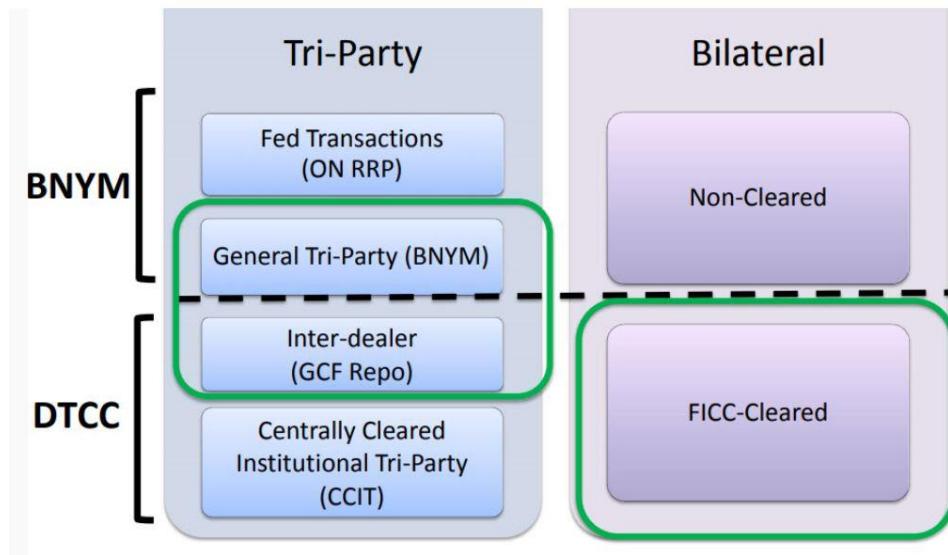 Tri-Party
Bilateral
BNYM
Fed Transactions
(ON RRP)
General Tri-Party (BNYM)
Non-Cleared
DTCC
Inter-dealer
(GCF Repo)
Centrally Cleared
Institutional Tri-Party
(CCIT)
FICC-Cleared